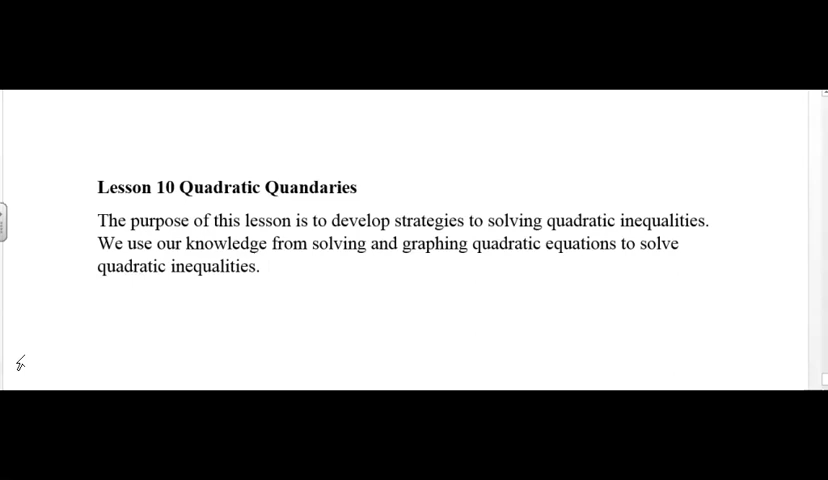 Lesson 10 Quadratic Quandaries
The purpose of this lesson is to develop strategies to solving quadratic inequalities.
We use our knowledge from solving and graphing quadratic equations to solve
quadratic inequalities.